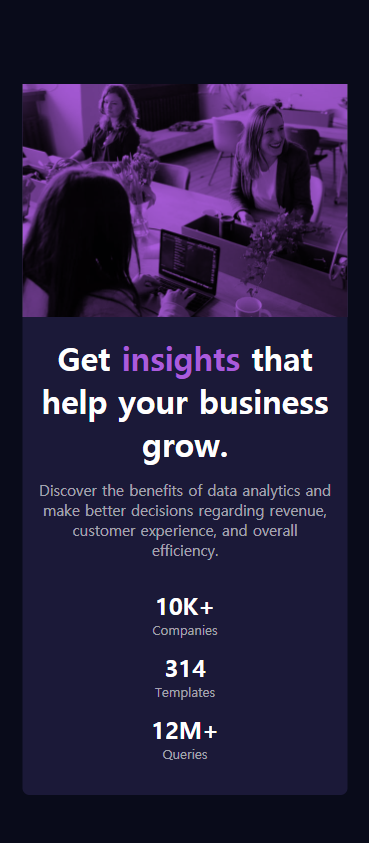 Get insights that
help your business
grow.
Discover the benefits of data analytics and
make better decisions regarding revenue,
customer experience, and overall
efficiency.
10K+
Companies
314
Templates
12M+
Queries